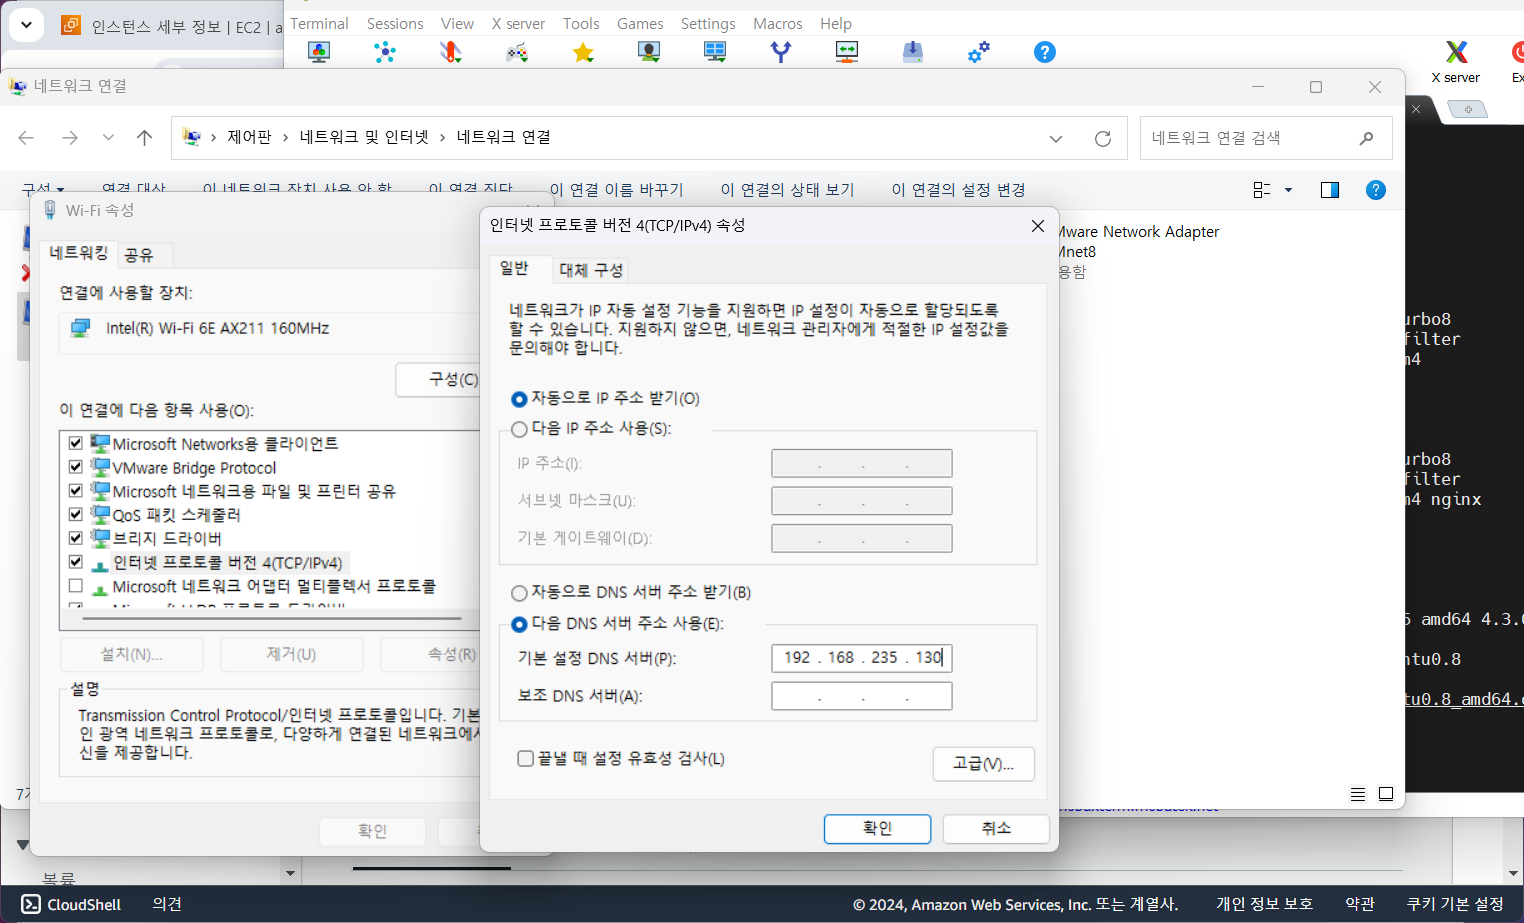 인스턴스 세부 정보 | EC2 | a
Terminal Sessions View X server Tools Games Settings Macros Help
X server
Ex
네트워크 연결
제어판 > 네트워크 및 인터넷 > 네트워크 연결
네트워크 연결 검색
구성 연결 대상 이 네트워크 장치 사용 안 함 이 연결 진단 이 연결 이름 바꾸기 이 연결의 상태 보기 이 연결의 설정 변경
Mware Network Adapter
Mnet8
용함
Wi-Fi 속성
네트워킹 공유
연결에 사용할 장치:
Intel(R) Wi-Fi 6E AX211 160MHz
구성(C)
이 연결에 다음 항목 사용(O):
Microsoft Networks용 클라이언트
VMware Bridge Protocol
Microsoft 네트워크용 파일 및 프린터 공유
QoS 패킷 스케줄러
브리지 드라이버
인터넷 프로토콜 버전 4(TCP/IPv4)
Microsoft 네트워크 어댑터 멀티플렉서 프로토콜
설치(N)... 제거(U) 속성(R)
설명
Transmission Control Protocol/인터넷 프로토콜입니다. 기본
인 광역 네트워크 프로토콜로, 다양하게 연결된 네트워크에서
신을 제공합니다.
확인
인터넷 프로토콜 버전 4(TCP/IPv4) 속성
일반 대체 구성
네트워크가 IP 자동 설정 기능을 지원하면 IP 설정이 자동으로 할당되도록
할 수 있습니다. 지원하지 않으면, 네트워크 관리자에게 적절한 IP 설정값을
문의해야 합니다.
자동으로 IP 주소 받기(O)
다음 IP 주소 사용(S):
IP 주소(I): . . .
서브넷 마스크(U): . . .
기본 게이트웨이(D): . . .
자동으로 DNS 서버 주소 받기(B)
다음 DNS 서버 주소 사용(E):
기본 설정 DNS 서버(P): 192 . 168 . 235 . 130
보조 DNS 서버(A): . . .
끝낼 때 설정 유효성 검사(L)
고급(V)...
확인 취소
urbo8
filter
m4
urbo8
filter
m4 nginx
5 amd64 4.3.
ntu0.8
tu0.8_amd64.
복륨
CloudShell 의견
© 2024, Amazon Web Services, Inc. 또는 계열사. 개인 정보 보호 약관 쿠키 기본 설정